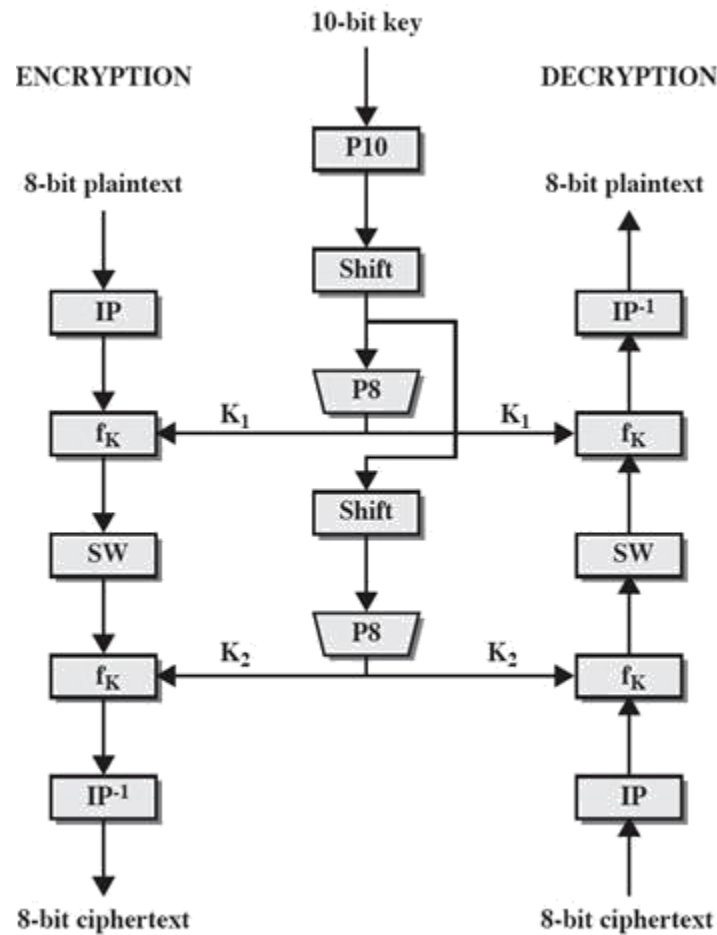 10-bit key
ENCRYPTION
DECRYPTION
P10
8-bit plaintext
8-bit plaintext
Shift
IP
IP-1
P8
K1
K1
fK
fK
Shift
SW
SW
P8
K2
K2
fK
fK
IP-1
IP
8-bit ciphertext
8-bit ciphertext